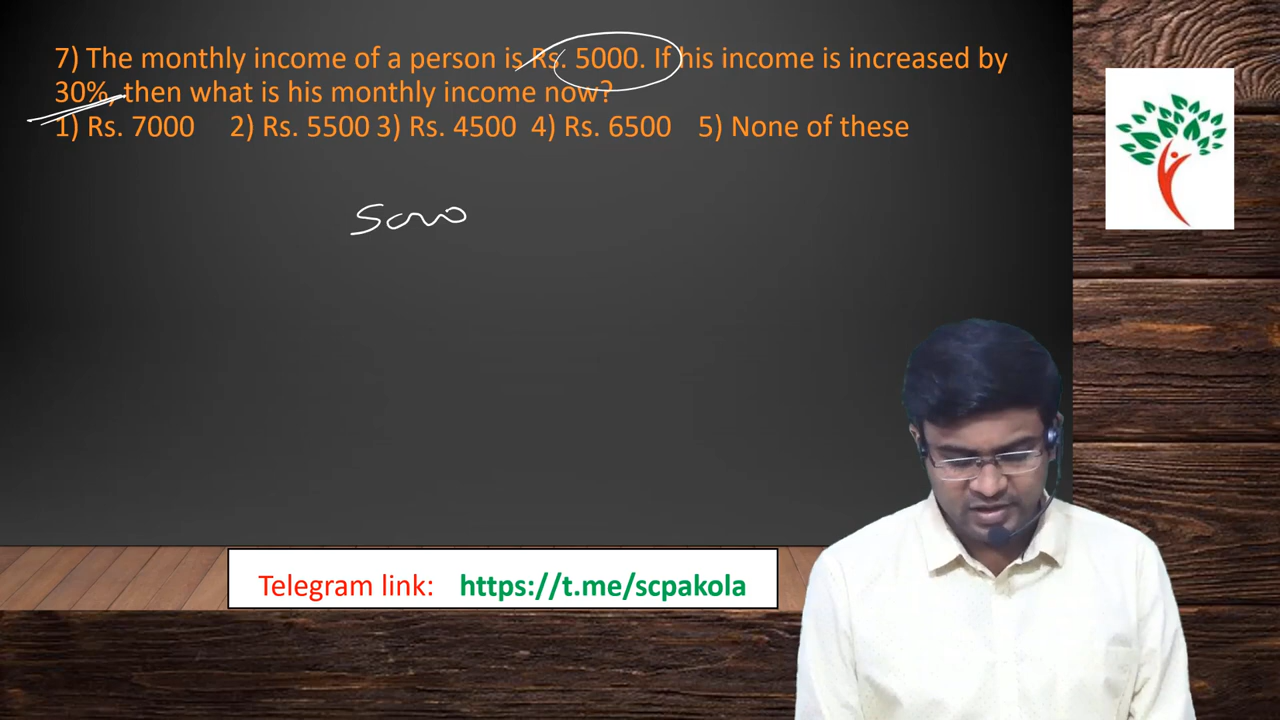 7) The monthly income of a person is Rs. 5000. If his income is increased by
30%, then what is his monthly income now?
1) Rs. 7000 2) Rs. 5500 3) Rs. 4500 4) Rs. 6500 5) None of these
5000
Telegram link: https://t.me/scpakola